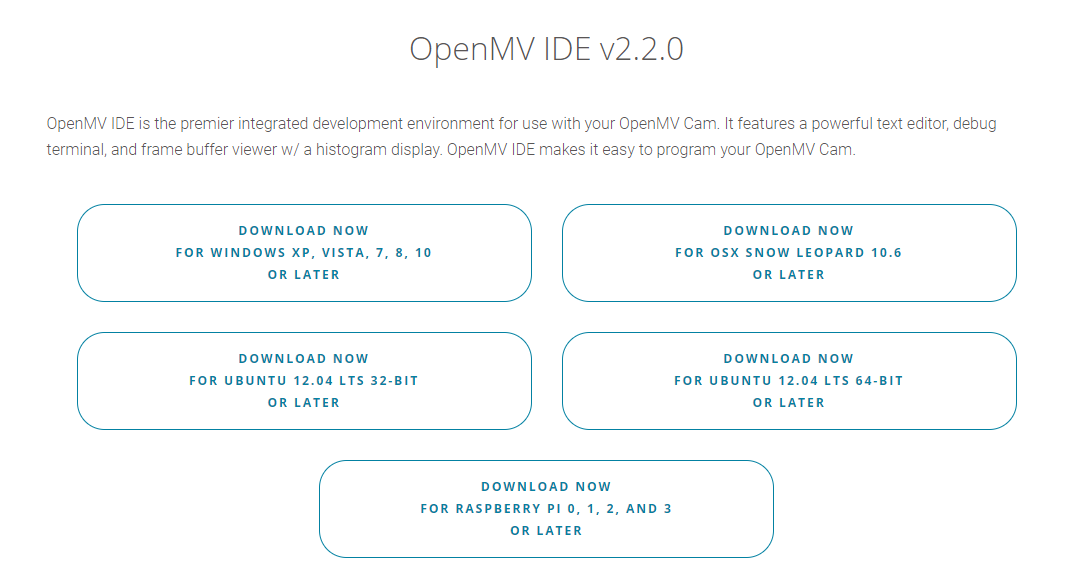 OpenMV IDE v2.2.0
OpenMV IDE is the premier integrated development environment for use with your OpenMV Cam. It features a powerful text editor, debug
terminal, and frame buffer viewer w/ a histogram display. OpenMV IDE makes it easy to program your OpenMV Cam.
DOWNLOAD NOW
FOR WINDOWS XP, VISTA, 7, 8, 10
OR LATER
DOWNLOAD NOW
FOR OSX SNOW LEOPARD 10.6
OR LATER
DOWNLOAD NOW
FOR UBUNTU 12.04 LTS 32-BIT
OR LATER
DOWNLOAD NOW
FOR UBUNTU 12.04 LTS 64-BIT
OR LATER
DOWNLOAD NOW
FOR RASPBERRY PI 0, 1, 2, AND 3
OR LATER